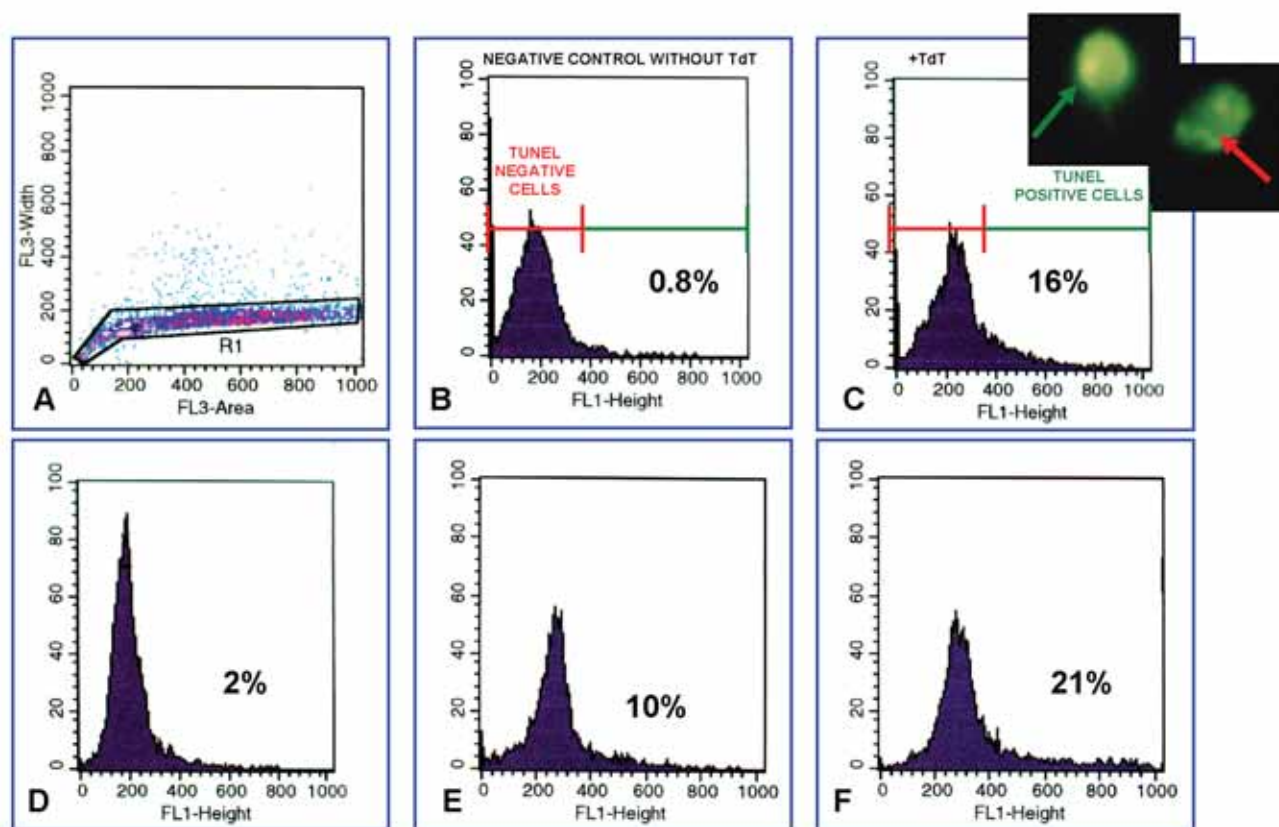 1000
800
600
400
200
0
FL3-Width
R1
200 400 600 800 1000
FL3-Area
A
NEGATIVE CONTROL WITHOUT TdT
100
80
60
40
20
0
TUNEL
NEGATIVE
CELLS
0.8%
0 200 400 600 800 1000
FL1-Height
B
+TdT
100
80
60
40
20
0
TUNEL
POSITIVE CELLS
16%
0 200 400 600 800 1000
FL1-Height
C
100
80
60
40
20
0
2%
0 200 400 600 800 1000
FL1-Height
D
100
80
60
40
20
0
10%
0 200 400 600 800 1000
FL1-Height
E
100
80
60
40
20
0
21%
0 200 400 600 800 1000
FL1-Height
F